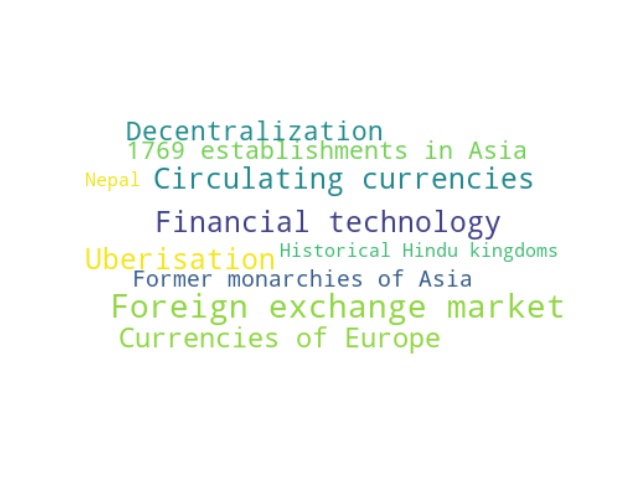 Decentralization
1769 establishments in Asia
Nepal Circulating currencies
Financial technology
Uberisation Historical Hindu kingdoms
Former monarchies of Asia
Foreign exchange market
Currencies of Europe